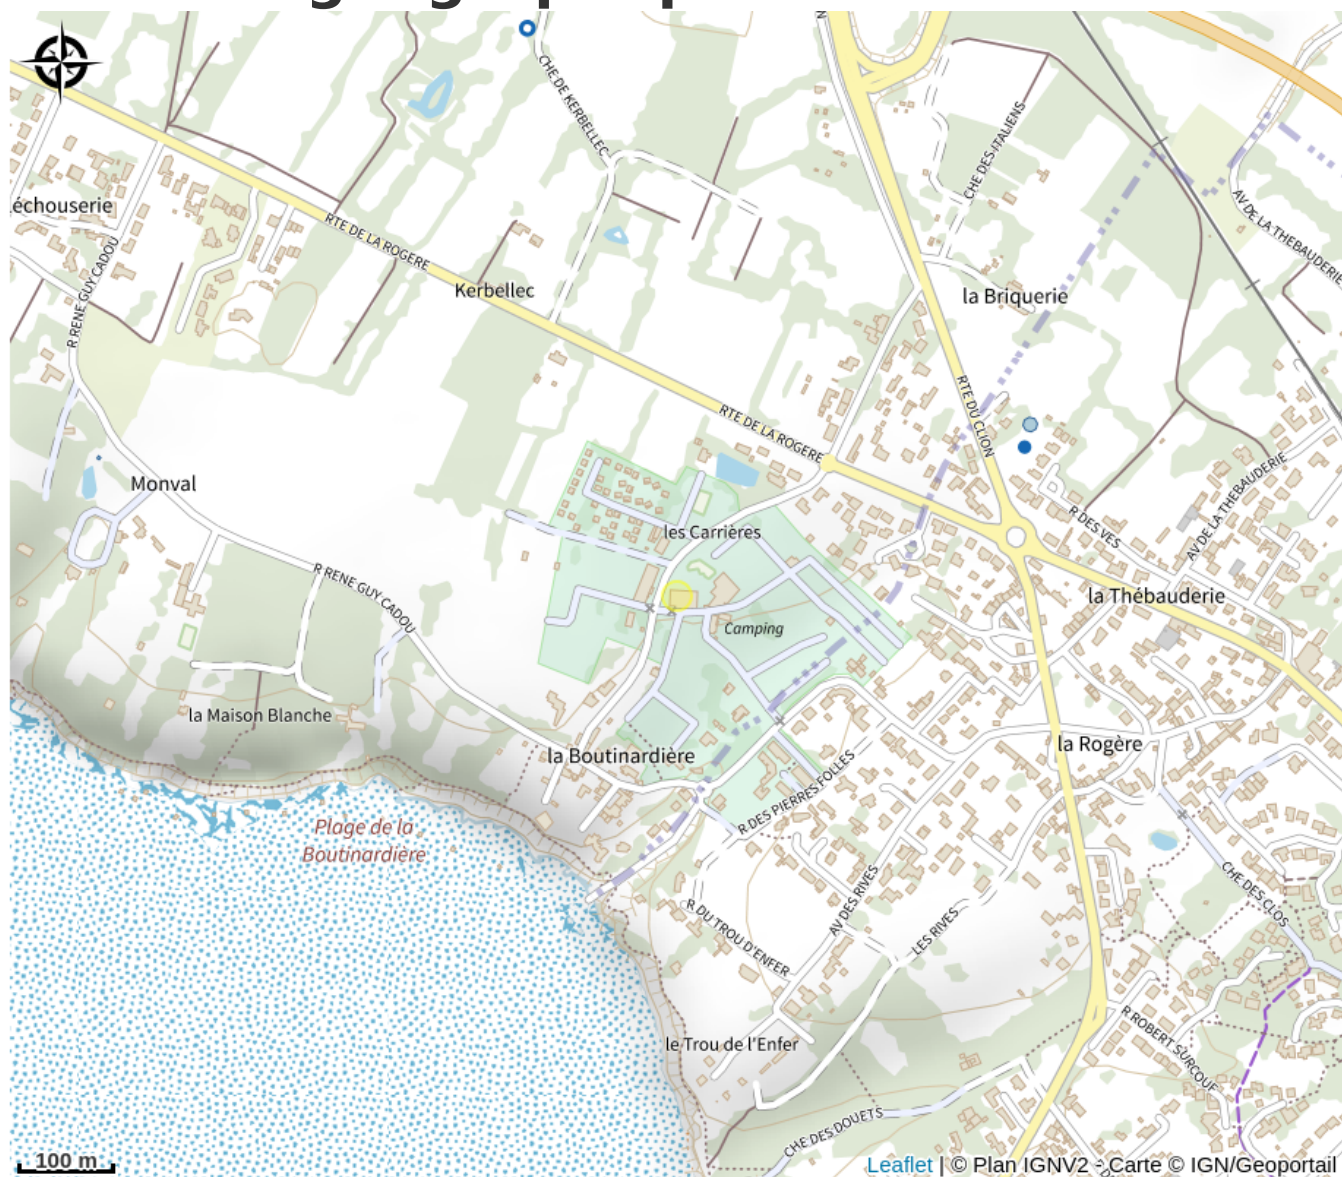 N
CHE DE KERBELLEC
CHE DES ITALIENS
AV DE LA THEBAUDERIE
échouserie
RTE DE LA ROGERE
R RENE GUY CADOU
Kerbellec
la Briquerie
RTE DU CLION
RTE DE LA ROGERE
Monval
les Carrières
R DES VES
AV DE LA THEBAUDERIE
R RENE GUY CADOU
la Thébauderie
Camping
la Maison Blanche
la Boutinardière
la Rogère
R DES PIERRES FOLLES
Plage de la
Boutinardière
AV DES RIVES
CHE DES CLOS
R DU TROU D'ENFER
LES RIVES
le Trou de l'Enfer
R ROBERT SURCOUF
CHE DES DOUETS
100 m
Leaflet | © Plan IGNV2 - Carte © IGN/Geoportail